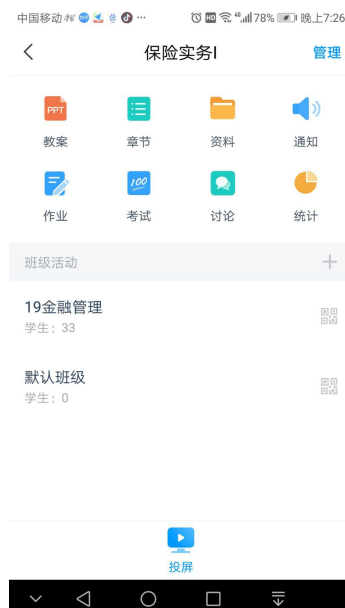 中国移动 ... HD 46 78% 晚上7:26
保险实务I 管理
PPT 100
教案 章节 资料 通知
作业 考试 讨论 统计
班级活动
19金融管理
学生：33
默认班级
学生：0
投屏